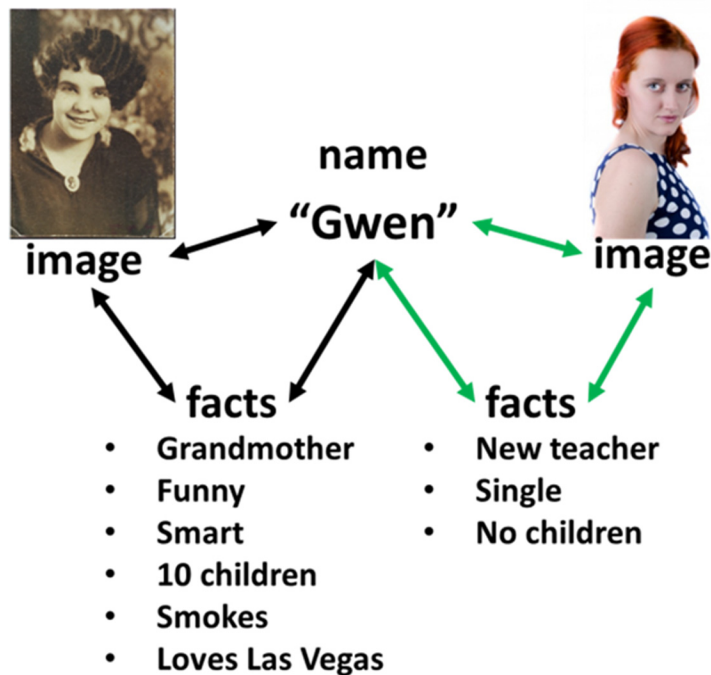 name
“Gwen”
image
image
facts
• Grandmother
• Funny
• Smart
• 10 children
• Smokes
• Loves Las Vegas
facts
• New teacher
• Single
• No children